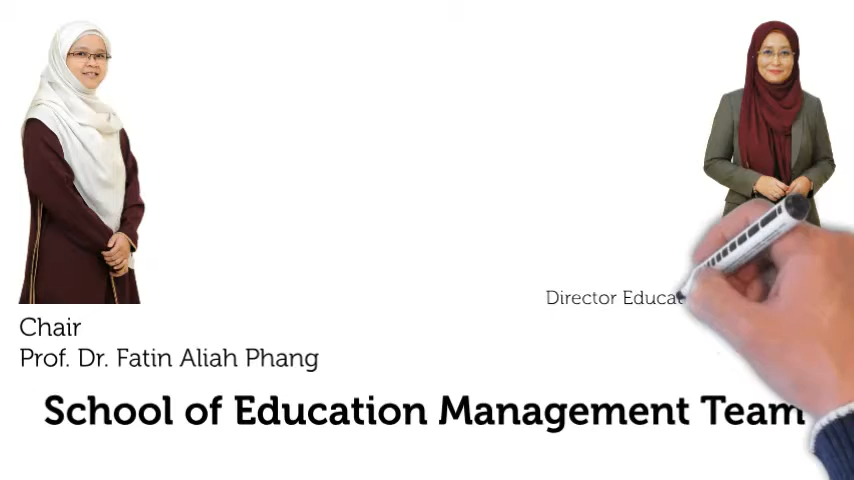 Director Educat
Chair
Prof. Dr. Fatin Aliah Phang
School of Education Management Team